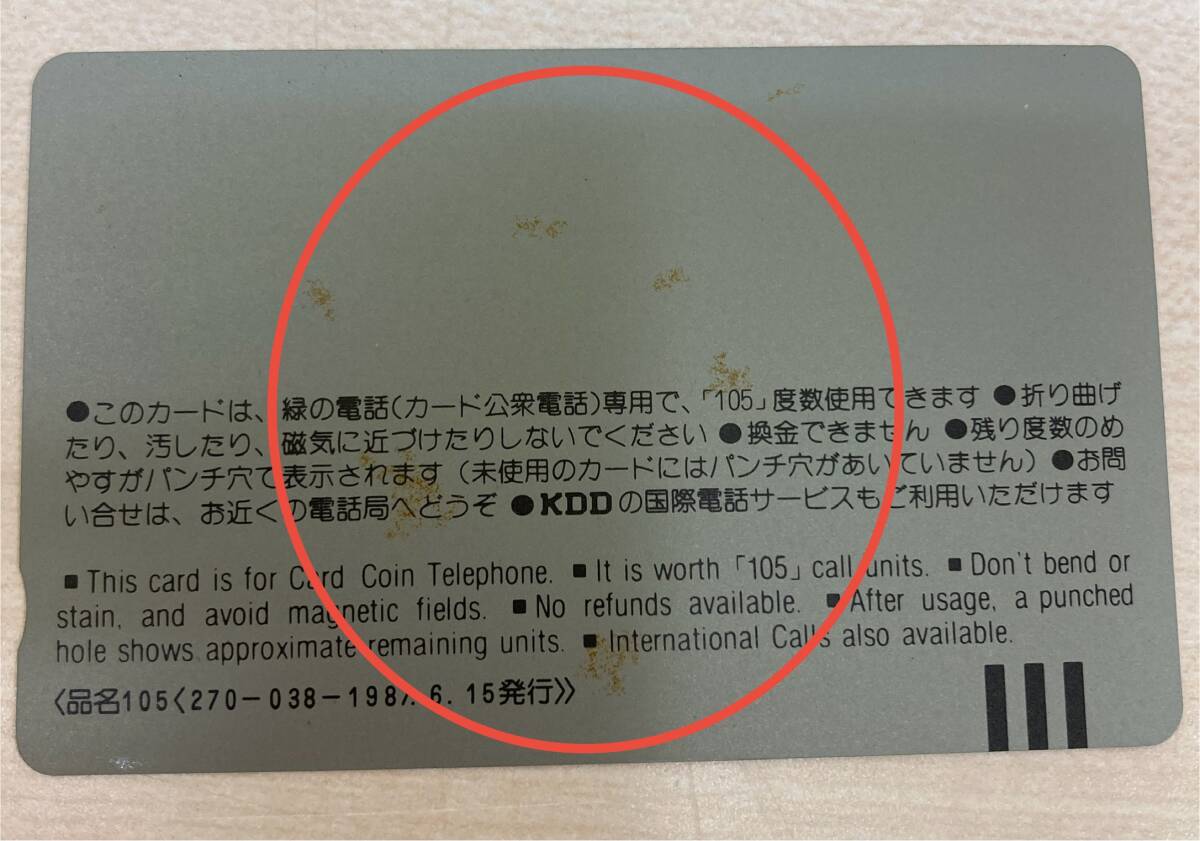 ●このカードは、緑の電話(カード公衆電話)専用で、「105」度数使用できます ●折り曲げ
たり、汚したり、磁気に近づけたりしないでください ●換金できません ●残り度数のめ
やすがパンチ穴で表示されます(未使用のカードにはパンチ穴があいていません) ●お問
い合せは、お近くの電話局へどうぞ ●KDDの国際電話サービスもご利用いただけます
■This card is for Card Coin Telephone. ■It is worth「105」call units. ■Don't bend or
stain, and avoid magnetic fields. ■No refunds available. ■After usage, a punched
hole shows approximate remaining units. ■International Calls also available.
〈品名105〈270-038-1987.6.15発行〉〉